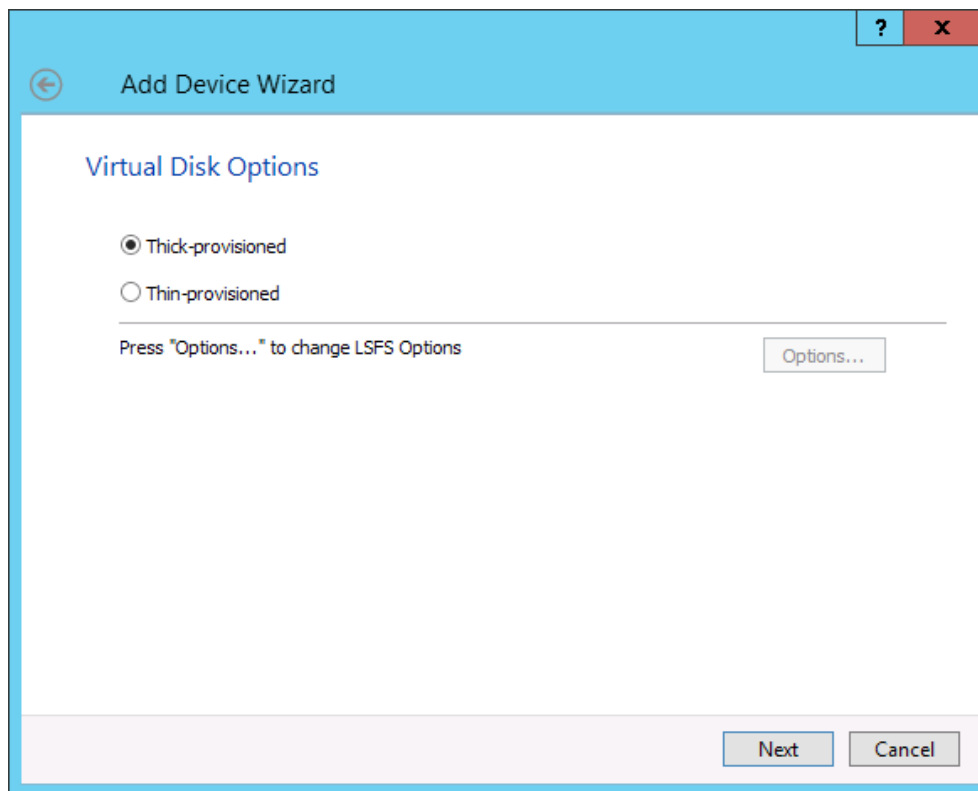 ? x
Add Device Wizard
Virtual Disk Options
Thick-provisioned
Thin-provisioned
Press "Options..." to change LSFS Options
Options...
Next Cancel